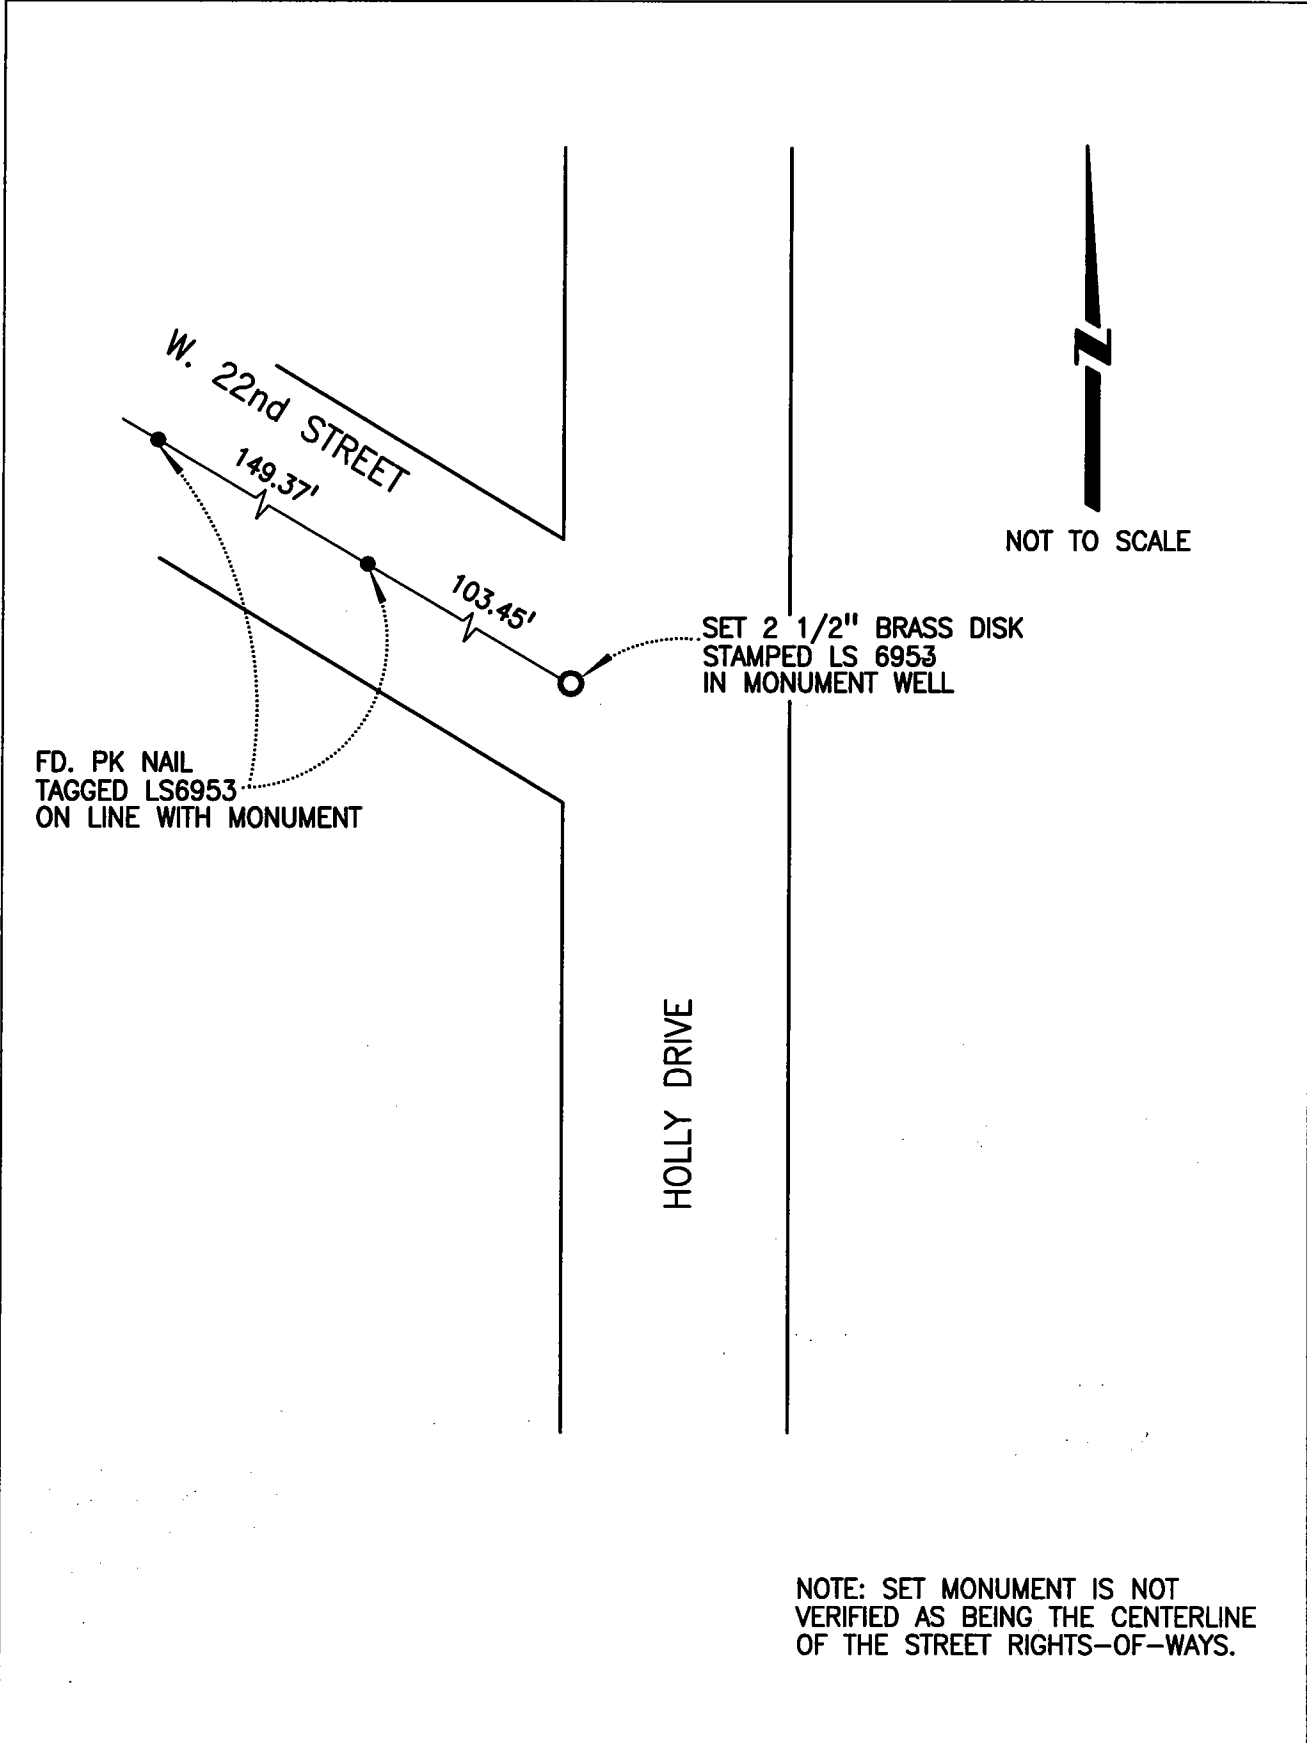 W. 22nd STREET
149.37'
103.45'
N
NOT TO SCALE
SET 2 1/2" BRASS DISK
STAMPED LS 6953
IN MONUMENT WELL
FD. PK NAIL
TAGGED LS6953
ON LINE WITH MONUMENT
HOLLY DRIVE
NOTE: SET MONUMENT IS NOT
VERIFIED AS BEING THE CENTERLINE
OF THE STREET RIGHTS-OF-WAYS.